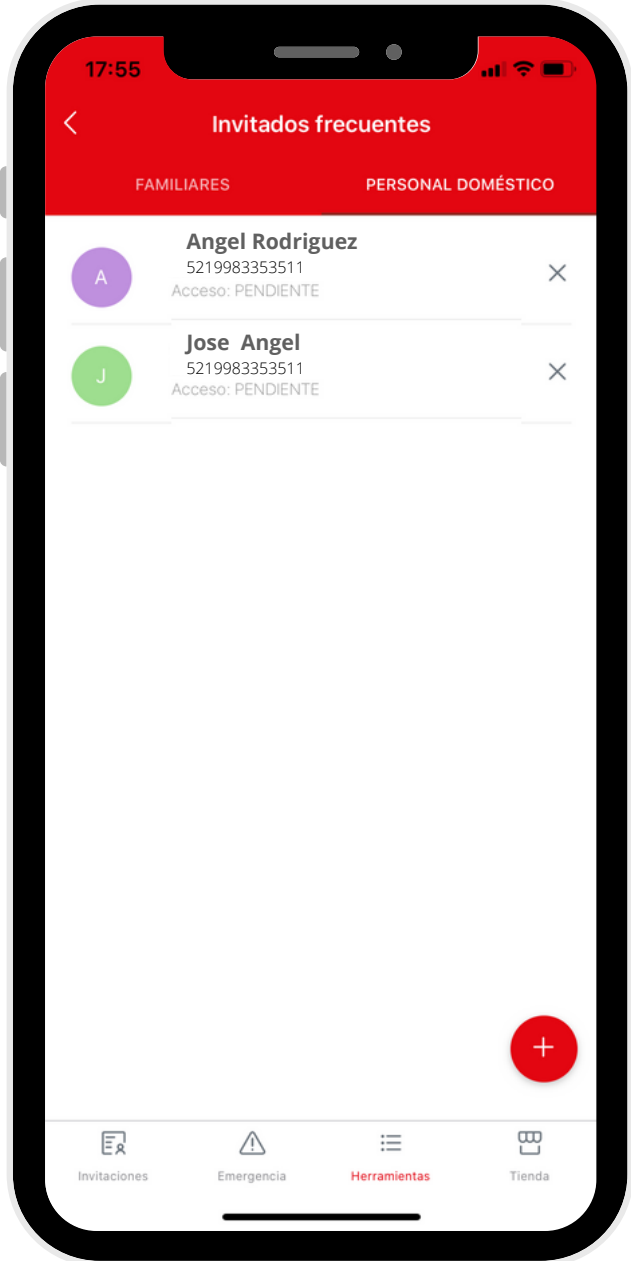 17:55
Invitados frecuentes
FAMILIARES PERSONAL DOMÉSTICO
Angel Rodriguez
A
5219983353511
Acceso: PENDIENTE
Jose Angel
J
5219983353511
Acceso: PENDIENTE
Invitaciones Emergencia Herramientas Tienda